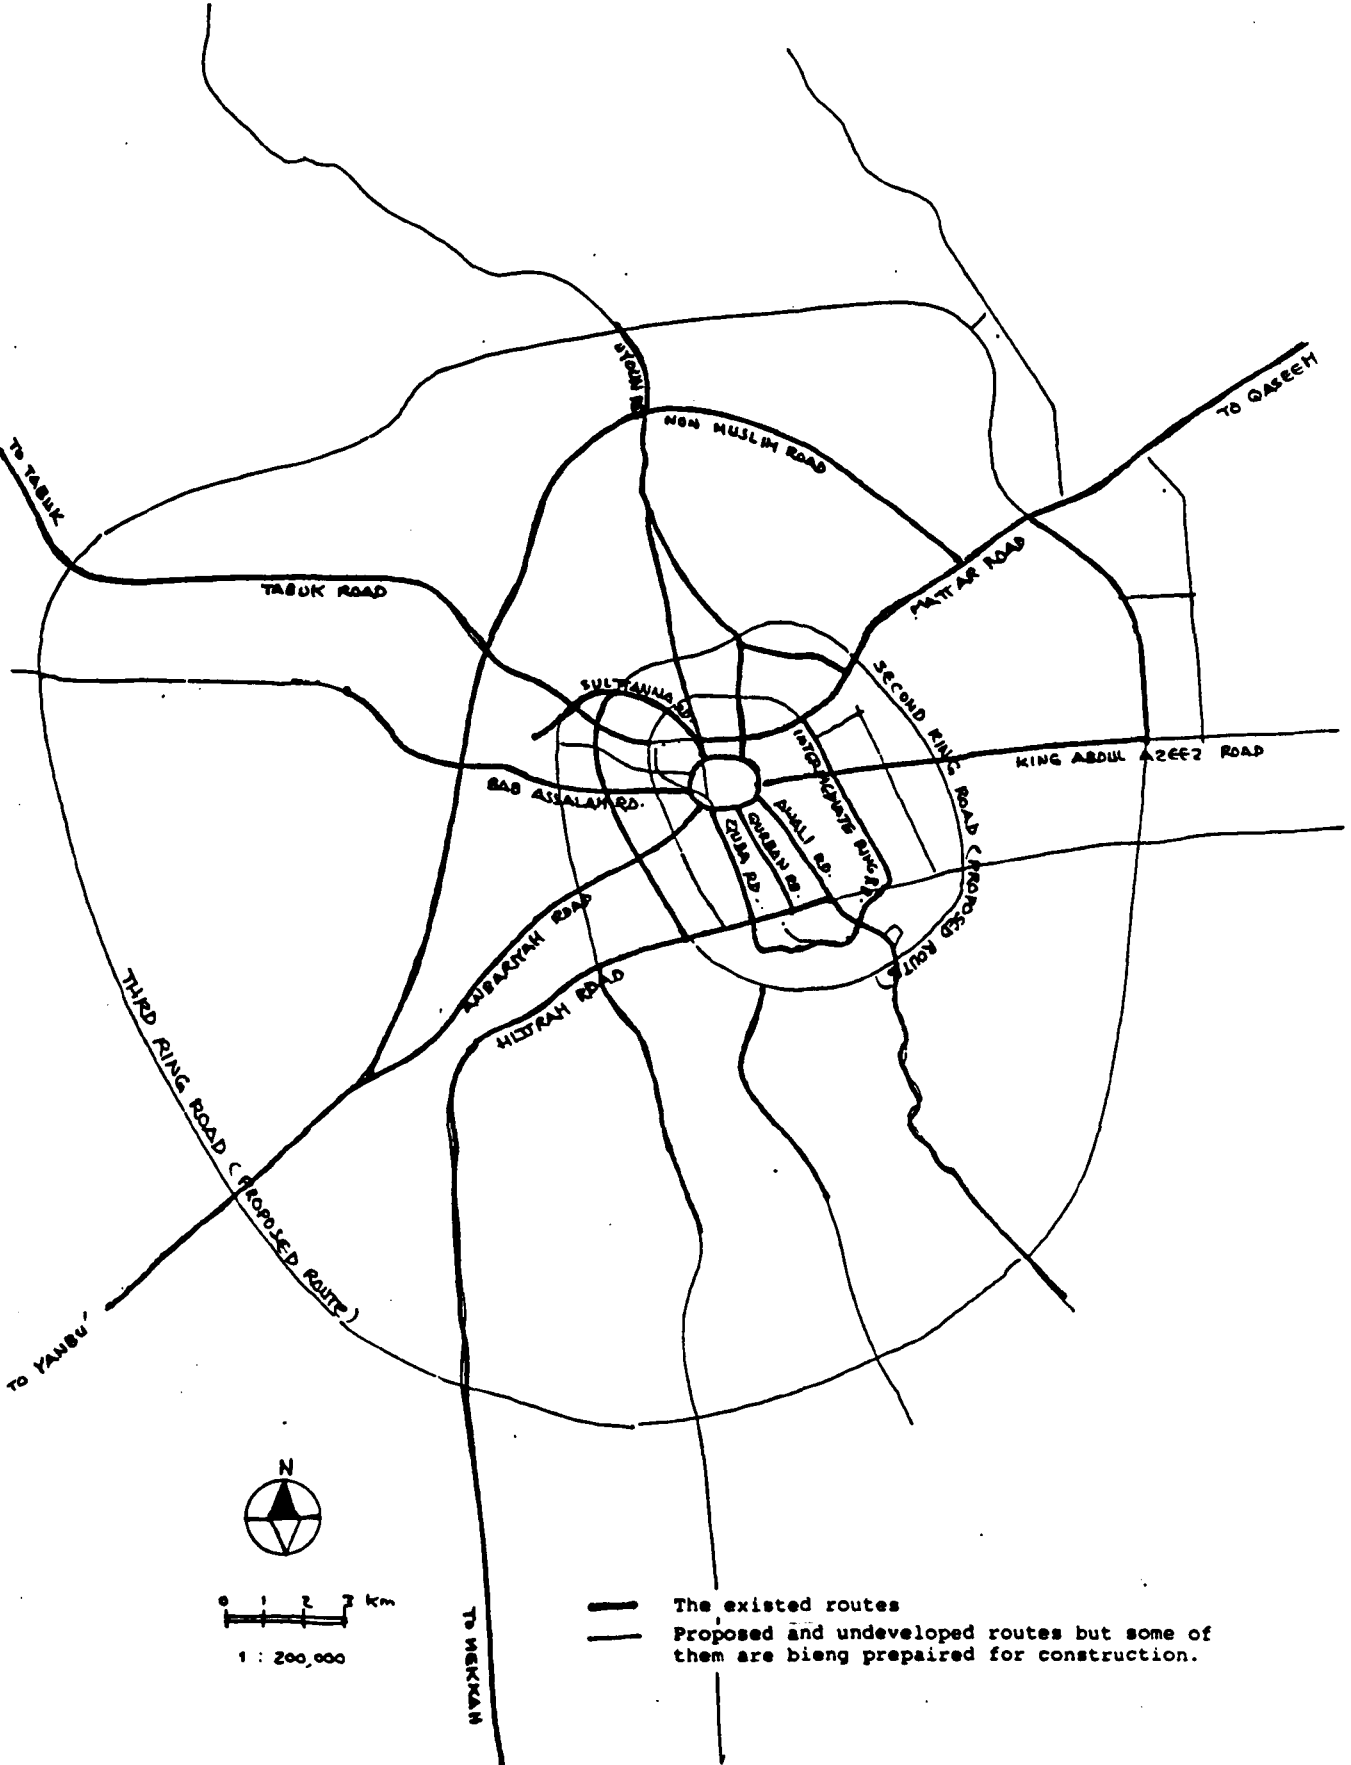 UYOUN RD.
NON MUSLIM ROAD
TO QASEEM
TO TABUK
TABUK ROAD
MATTAR ROAD
SULTANNA RD.
SECOND RING ROAD (PROPOSED ROUTE)
INTERMEDIATE RING RD.
KING ABDUL AZEEZ ROAD
BAB ASSALAM RD.
AWALI RD.
QURBAN RD.
QUBA RD.
ANBARIYAH ROAD
HIJRAH ROAD
THIRD RING ROAD (PROPOSED ROUTE)
TO YANBU'
N
0 1 2 3 km
1 : 200,000
TO MEKKAH
The existed routes
Proposed and undeveloped routes but some of
them are bieng prepaired for construction.